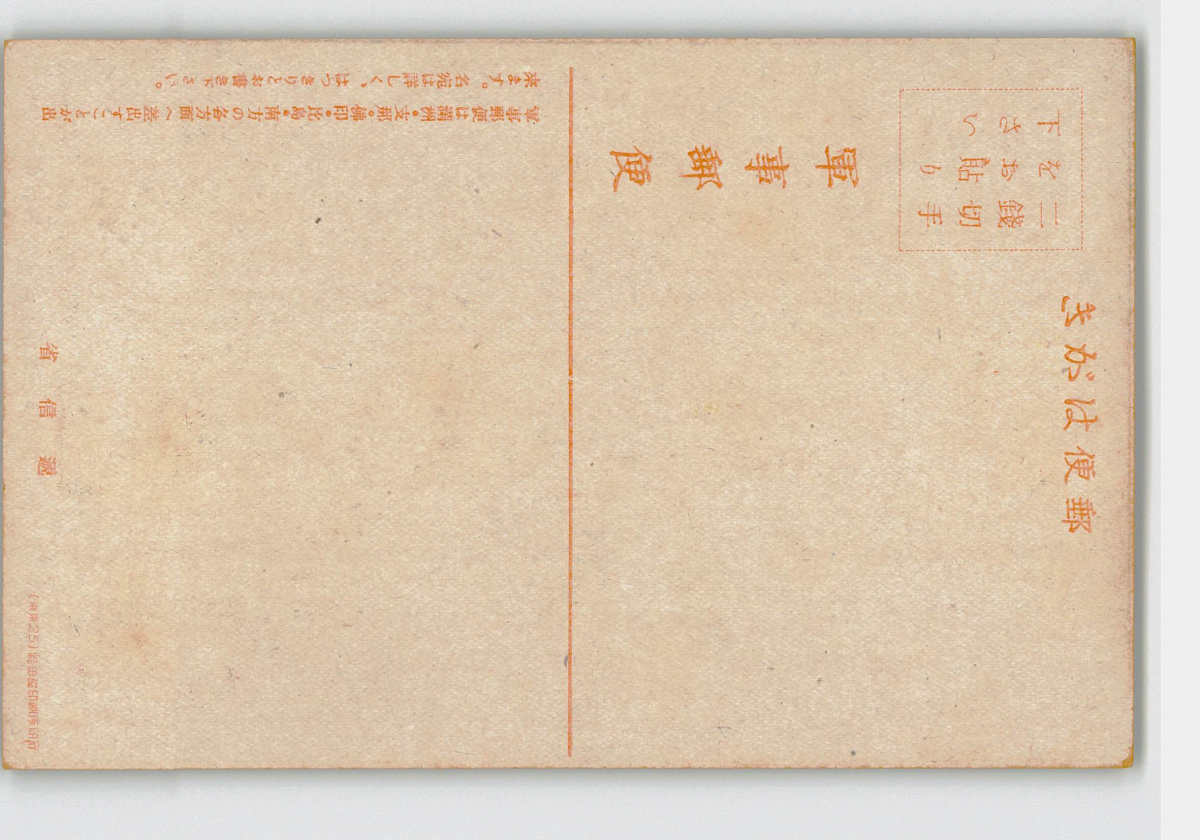 郵便はがき
二錢切手
をお貼り
下さい
軍事郵便
軍事郵便は滿洲・支那・佛印・比島・南方の各方面へ差出すことが出
来ます。名宛は詳しく、はつきりとお書き下さい。
遞信省